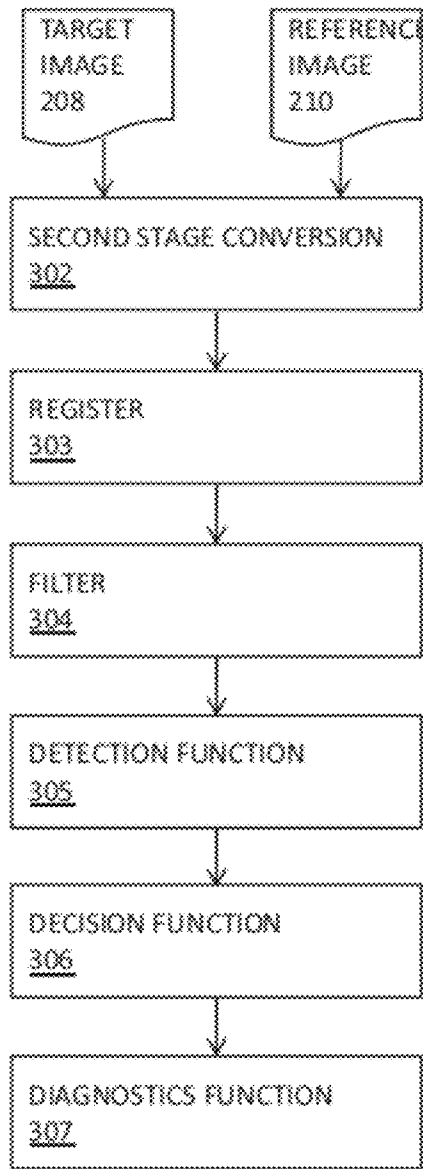 TARGET
IMAGE
208
REFERENCE
IMAGE
210
SECOND STAGE CONVERSION
302
REGISTER
303
FILTER
304
DETECTION FUNCTION
305
DECISION FUNCTION
306
DIAGNOSTICS FUNCTION
307